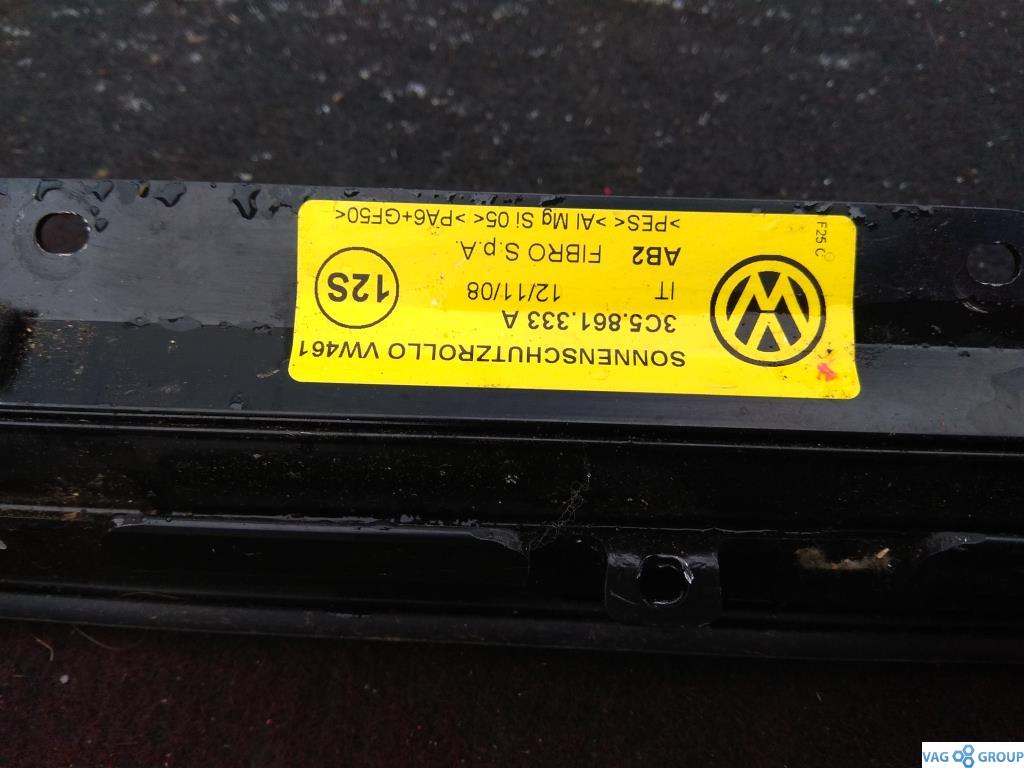 SONNENSCHUTZROLLO VW461
3C5.861.333 A
IT 12/11/08
AB2 FIBRO S.p.A.
>PES< >Al Mg Si 05< >PA6+GF50<
12S
F25 C
VAG GROUP